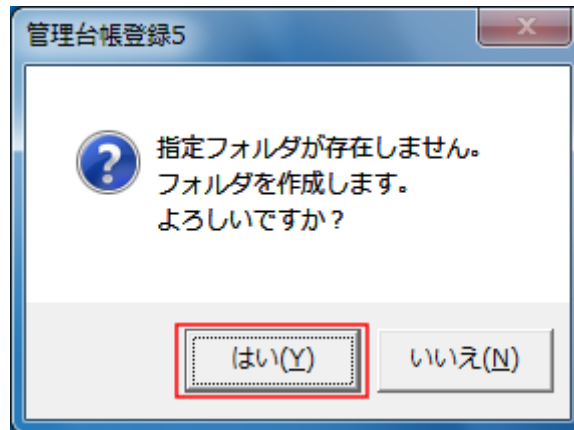 管理台帳登録5
指定フォルダが存在しません。
フォルダを作成します。
よろしいですか？
はい(Y)
いいえ(N)